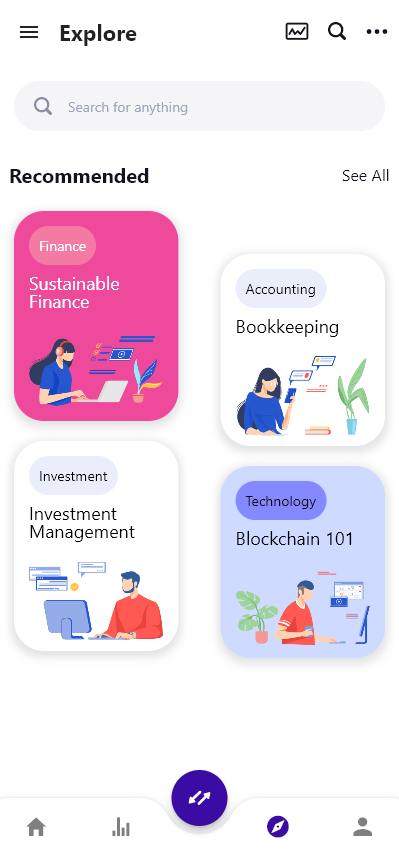 Explore
Search for anything
Recommended
See All
Finance
Sustainable
Finance
Accounting
Bookkeeping
Investment
Investment
Management
Technology
Blockchain 101